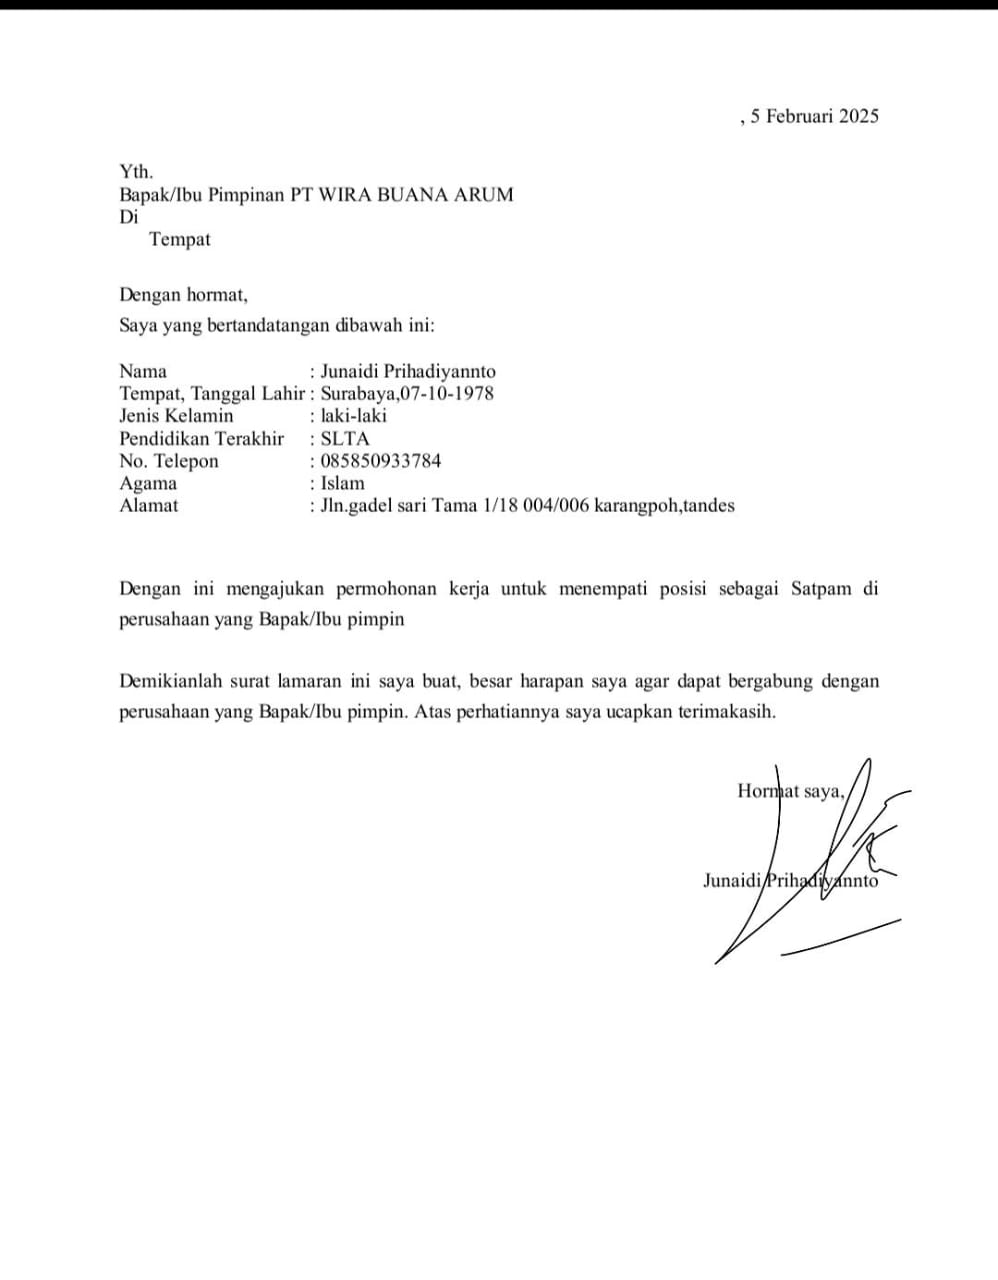 , 5 Februari 2025
Yth.
Bapak/Ibu Pimpinan PT WIRA BUANA ARUM
Di
Tempat
Dengan hormat,
Saya yang bertandatangan dibawah ini:
Nama : Junaidi Prihadiyannto
Tempat, Tanggal Lahir : Surabaya,07-10-1978
Jenis Kelamin : laki-laki
Pendidikan Terakhir : SLTA
No. Telepon : 085850933784
Agama : Islam
Alamat : Jln.gadel sari Tama 1/18 004/006 karangpoh,tandes
Dengan ini mengajukan permohonan kerja untuk menempati posisi sebagai Satpam di
perusahaan yang Bapak/Ibu pimpin
Demikianlah surat lamaran ini saya buat, besar harapan saya agar dapat bergabung dengan
perusahaan yang Bapak/Ibu pimpin. Atas perhatiannya saya ucapkan terimakasih.
Hormat saya,
Junaidi Prihadiyannto